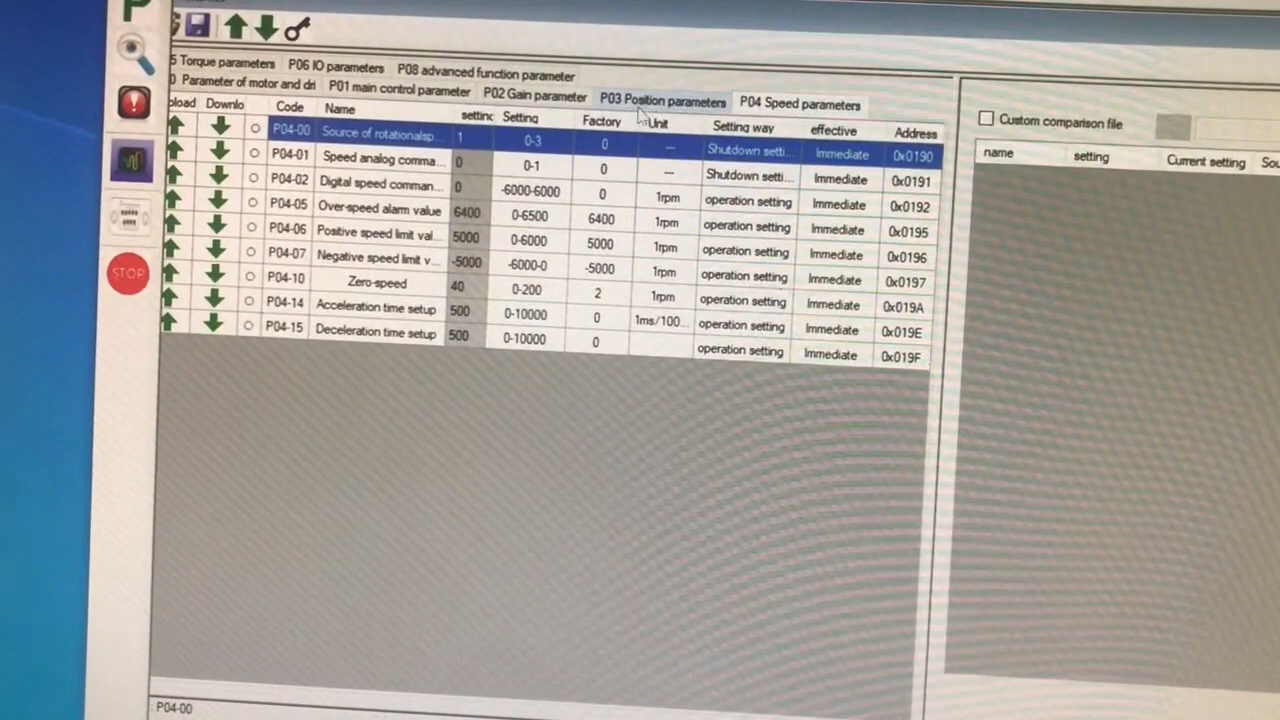 5 Torque parameters P06 IO parameters P08 advanced function parameter
0 Parameter of motor and dri P01 main control parameter P02 Gain parameter P03 Position parameters P04 Speed parameters
pload Downlo Code Name setting Setting Factory Unit Setting way effective Address
P04-00 Source of rotationalsp... 1 0-3 0 --- Shutdown setti... Immediate 0x0190
P04-01 Speed analog comma... 0 0-1 0 --- Shutdown setti... Immediate 0x0191
P04-02 Digital speed comman... 0 -6000-6000 0 1rpm operation setting Immediate 0x0192
P04-05 Over-speed alarm value 6400 0-6500 6400 1rpm operation setting Immediate 0x0195
P04-06 Positive speed limit val... 5000 0-6000 5000 1rpm operation setting Immediate 0x0196
P04-07 Negative speed limit v... -5000 -6000-0 -5000 1rpm operation setting Immediate 0x0197
P04-10 Zero-speed 40 0-200 2 1rpm operation setting Immediate 0x019A
P04-14 Acceleration time setup 500 0-10000 0 1ms/100... operation setting Immediate 0x019E
P04-15 Deceleration time setup 500 0-10000 0 operation setting Immediate 0x019F
P04-00
STOP
Custom comparison file
name setting Current setting Sou